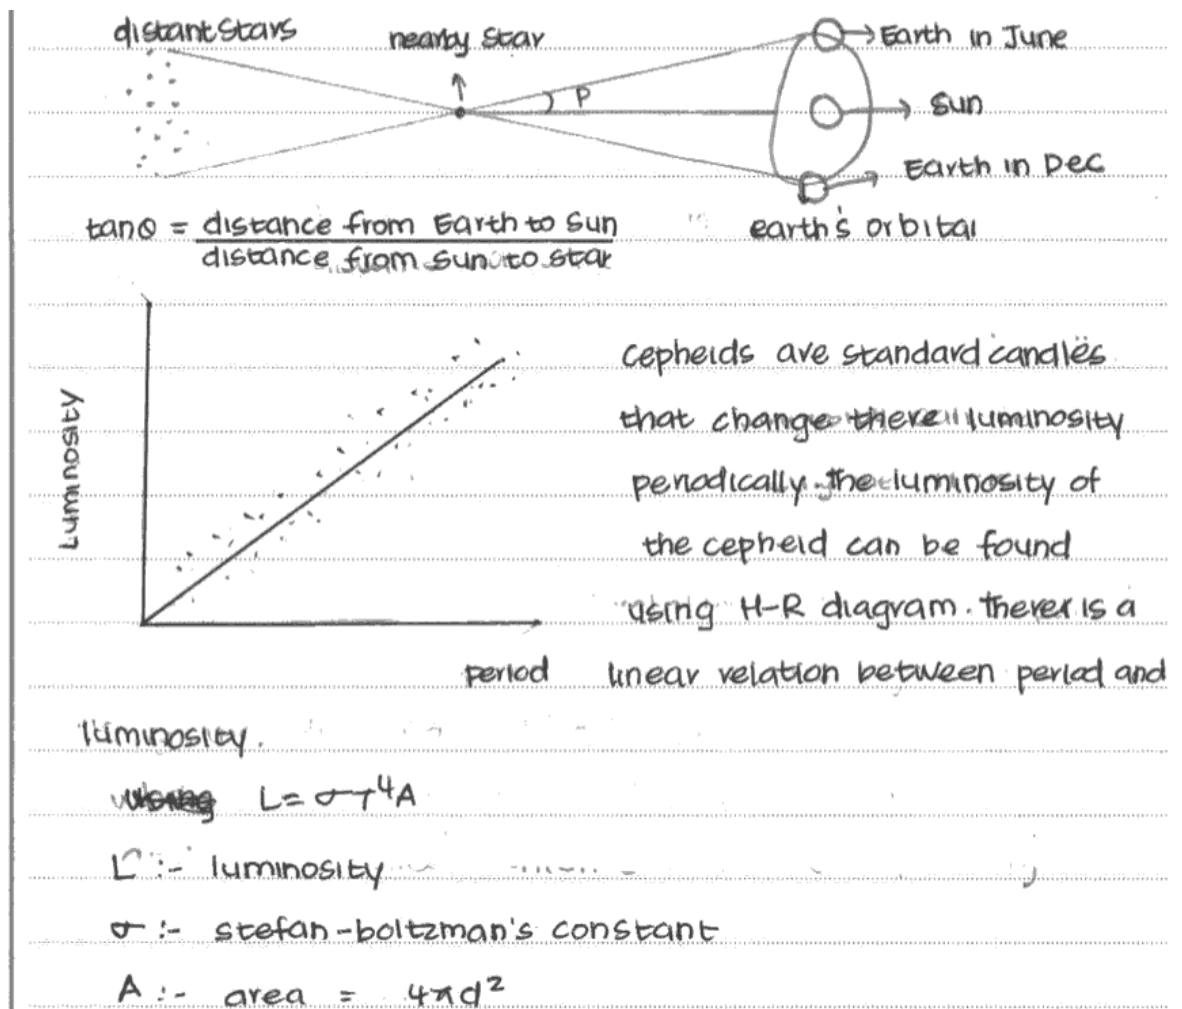 distant stars
nearby star
Earth in June
P
Sun
Earth in Dec
earth's orbital
tanθ = distance from Earth to Sun
distance from sun to star
Luminosity
period
cepheids are standard candles
that change there luminosity
periodically. the luminosity of
the cepheid can be found
using H-R diagram. there is a
linear relation between period and
luminosity.
L = σT⁴A
L :- luminosity
σ :- stefan-boltzman's constant
A :- area = 4πd²